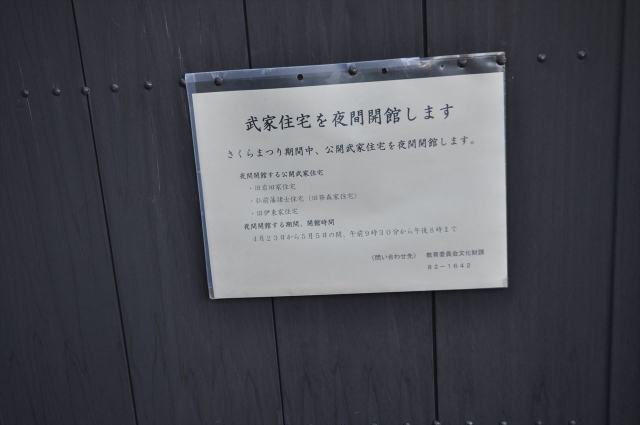 武家住宅を夜間開館します
さくらまつり期間中、公開武家住宅を夜間開館します。
夜間開館する公開武家住宅
・旧岩田家住宅
・弘前藩諸士住宅（旧笹森家住宅）
・旧伊東家住宅
夜間開館する期間、開館時間
4月23日から5月5日の間、午前9時30分から午後8時まで
（問い合わせ先） 教育委員会文化財課
82－1642